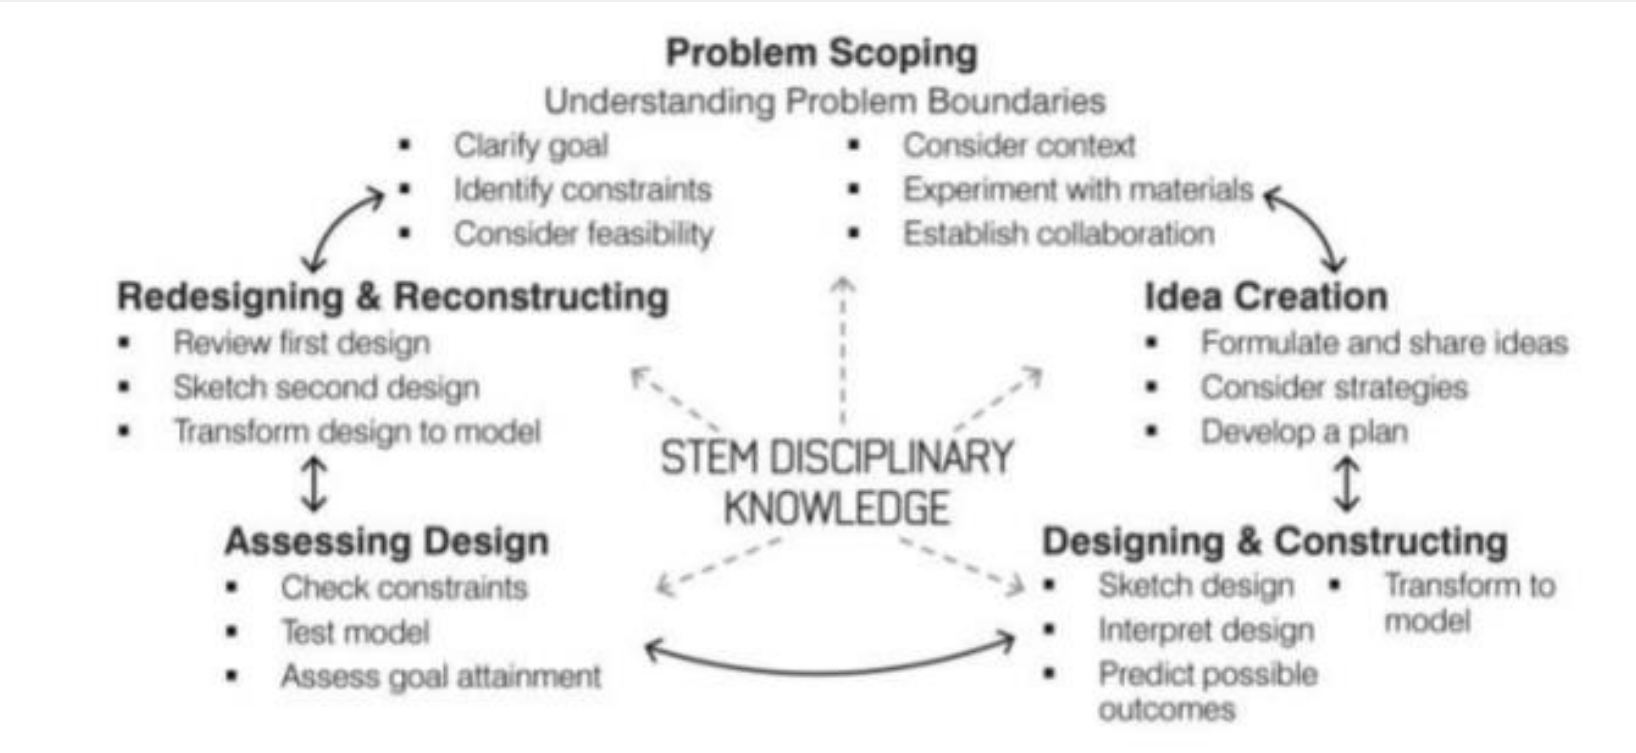 Problem Scoping
Understanding Problem Boundaries
▪ Clarify goal
▪ Identify constraints
▪ Consider feasibility
▪ Consider context
▪ Experiment with materials
▪ Establish collaboration
Redesigning & Reconstructing
▪ Review first design
▪ Sketch second design
▪ Transform design to model
Idea Creation
▪ Formulate and share ideas
▪ Consider strategies
▪ Develop a plan
STEM DISCIPLINARY
KNOWLEDGE
Assessing Design
▪ Check constraints
▪ Test model
▪ Assess goal attainment
Designing & Constructing
▪ Sketch design
▪ Interpret design
▪ Predict possible
outcomes
▪ Transform to
model